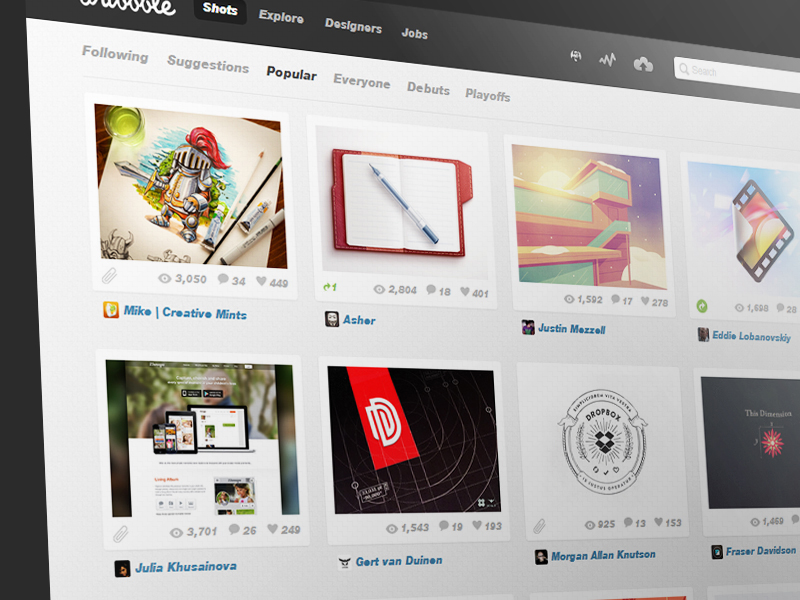 dribbble
Shots
Explore
Designers
Jobs
Search
Following
Suggestions
Popular
Everyone
Debuts
Playoffs
3,050 34 449
1 2,804 18 401
1,592 17 278
1,698 28
Mike | Creative Mints
Asher
Justin Mezzell
Eddie Lobanovskiy
DROPBOX
This Dimension
3,701 26 249
1,543 19 193
925 13 153
1,469
Julia Khusainova
Gert van Duinen
Morgan Allan Knutson
Fraser Davidson